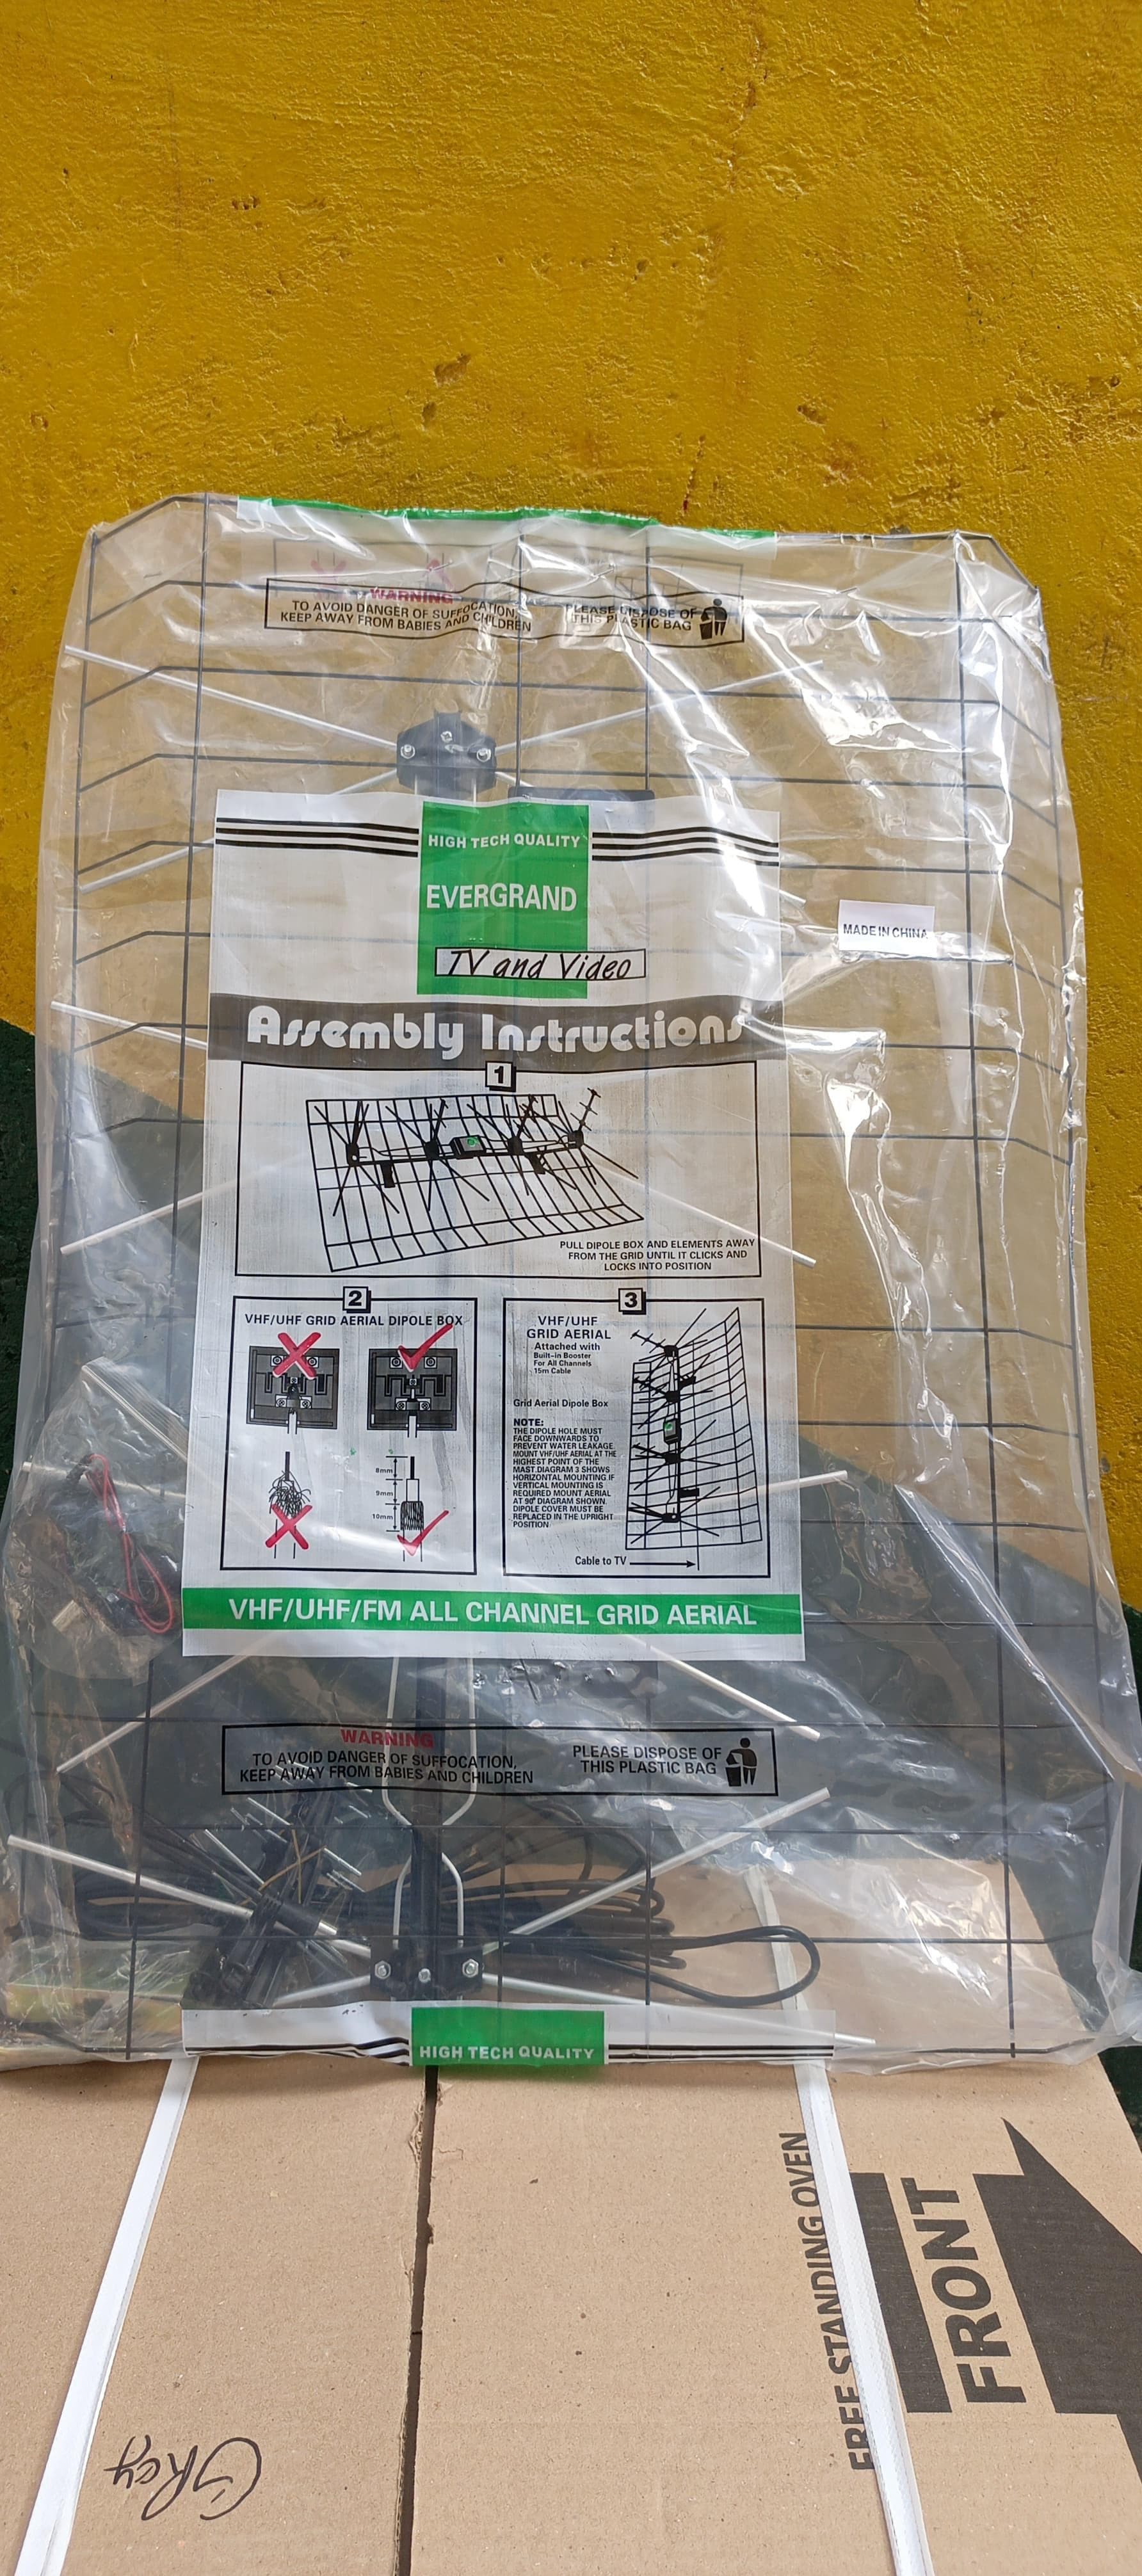 WARNING
TO AVOID DANGER OF SUFFOCATION,
KEEP AWAY FROM BABIES AND CHILDREN
PLEASE DISPOSE OF
THIS PLASTIC BAG
HIGH TECH QUALITY
EVERGRAND
TV and Video
MADE IN CHINA
Assembly Instructions
1
PULL DIPOLE BOX AND ELEMENTS AWAY
FROM THE GRID UNTIL IT CLICKS AND
LOCKS INTO POSITION
2
VHF/UHF GRID AERIAL DIPOLE BOX
8mm
9mm
10mm
3
VHF/UHF
GRID AERIAL
Attached with
Built-in Booster
For All Channels
15m Cable
Grid Aerial Dipole Box
NOTE:
THE DIPOLE HOLE MUST
FACE DOWNWARDS TO
PREVENT WATER LEAKAGE.
MOUNT VHF/UHF AERIAL AT THE
HIGHEST POINT OF THE
MAST.DIAGRAM 3 SHOWS
HORIZONTAL MOUNTING.IF
VERTICAL MOUNTING IS
REQUIRED MOUNT AERIAL
AT 90° DIAGRAM SHOWN.
DIPOLE COVER MUST BE
REPLACED IN THE UPRIGHT
POSITION.
Cable to TV
VHF/UHF/FM ALL CHANNEL GRID AERIAL
WARNING
TO AVOID DANGER OF SUFFOCATION,
KEEP AWAY FROM BABIES AND CHILDREN
PLEASE DISPOSE OF
THIS PLASTIC BAG
HIGH TECH QUALITY
FREE STANDING OVEN
FRONT
GRey